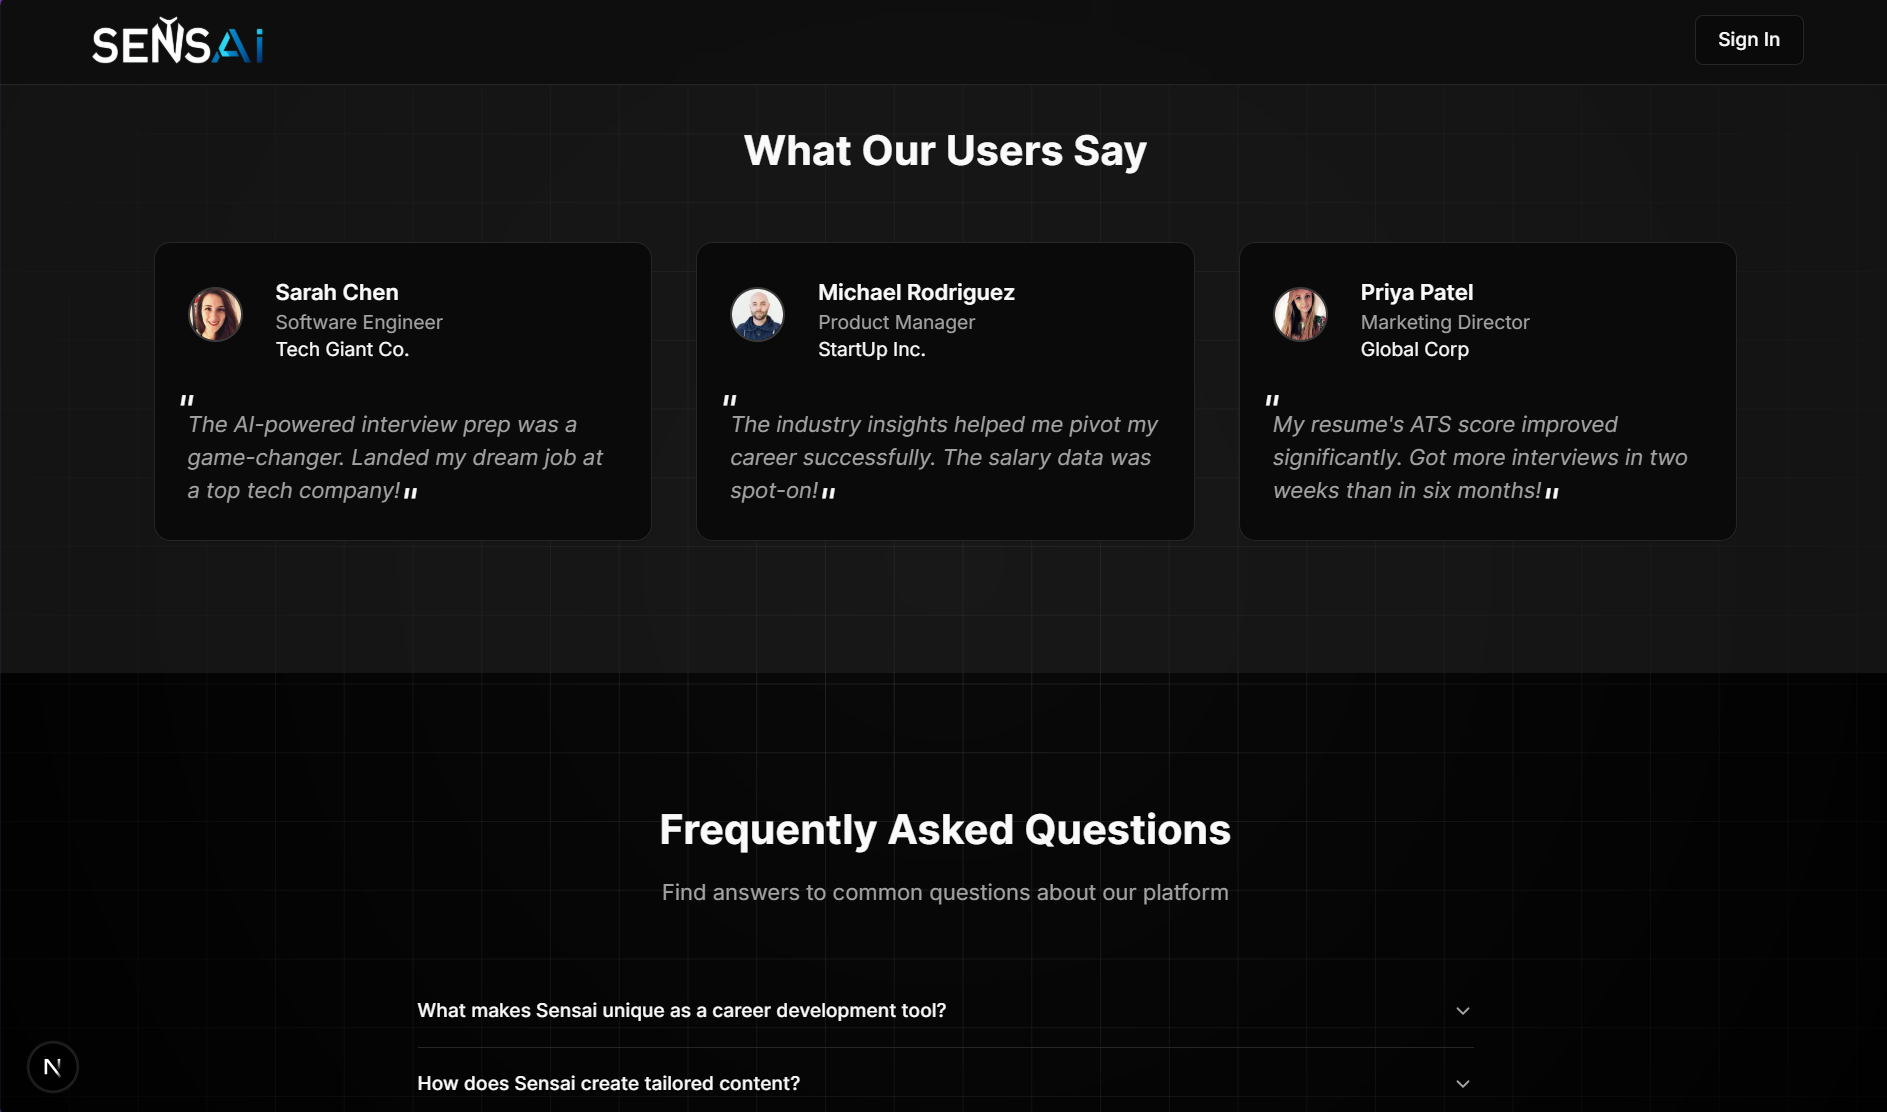 SENSAi
Sign In
What Our Users Say
Sarah Chen
Software Engineer
Tech Giant Co.
"
The AI-powered interview prep was a
game-changer. Landed my dream job at
a top tech company!"
Michael Rodriguez
Product Manager
StartUp Inc.
"
The industry insights helped me pivot my
career successfully. The salary data was
spot-on!"
Priya Patel
Marketing Director
Global Corp
"
My resume's ATS score improved
significantly. Got more interviews in two
weeks than in six months!"
Frequently Asked Questions
Find answers to common questions about our platform
What makes Sensai unique as a career development tool?
How does Sensai create tailored content?
N